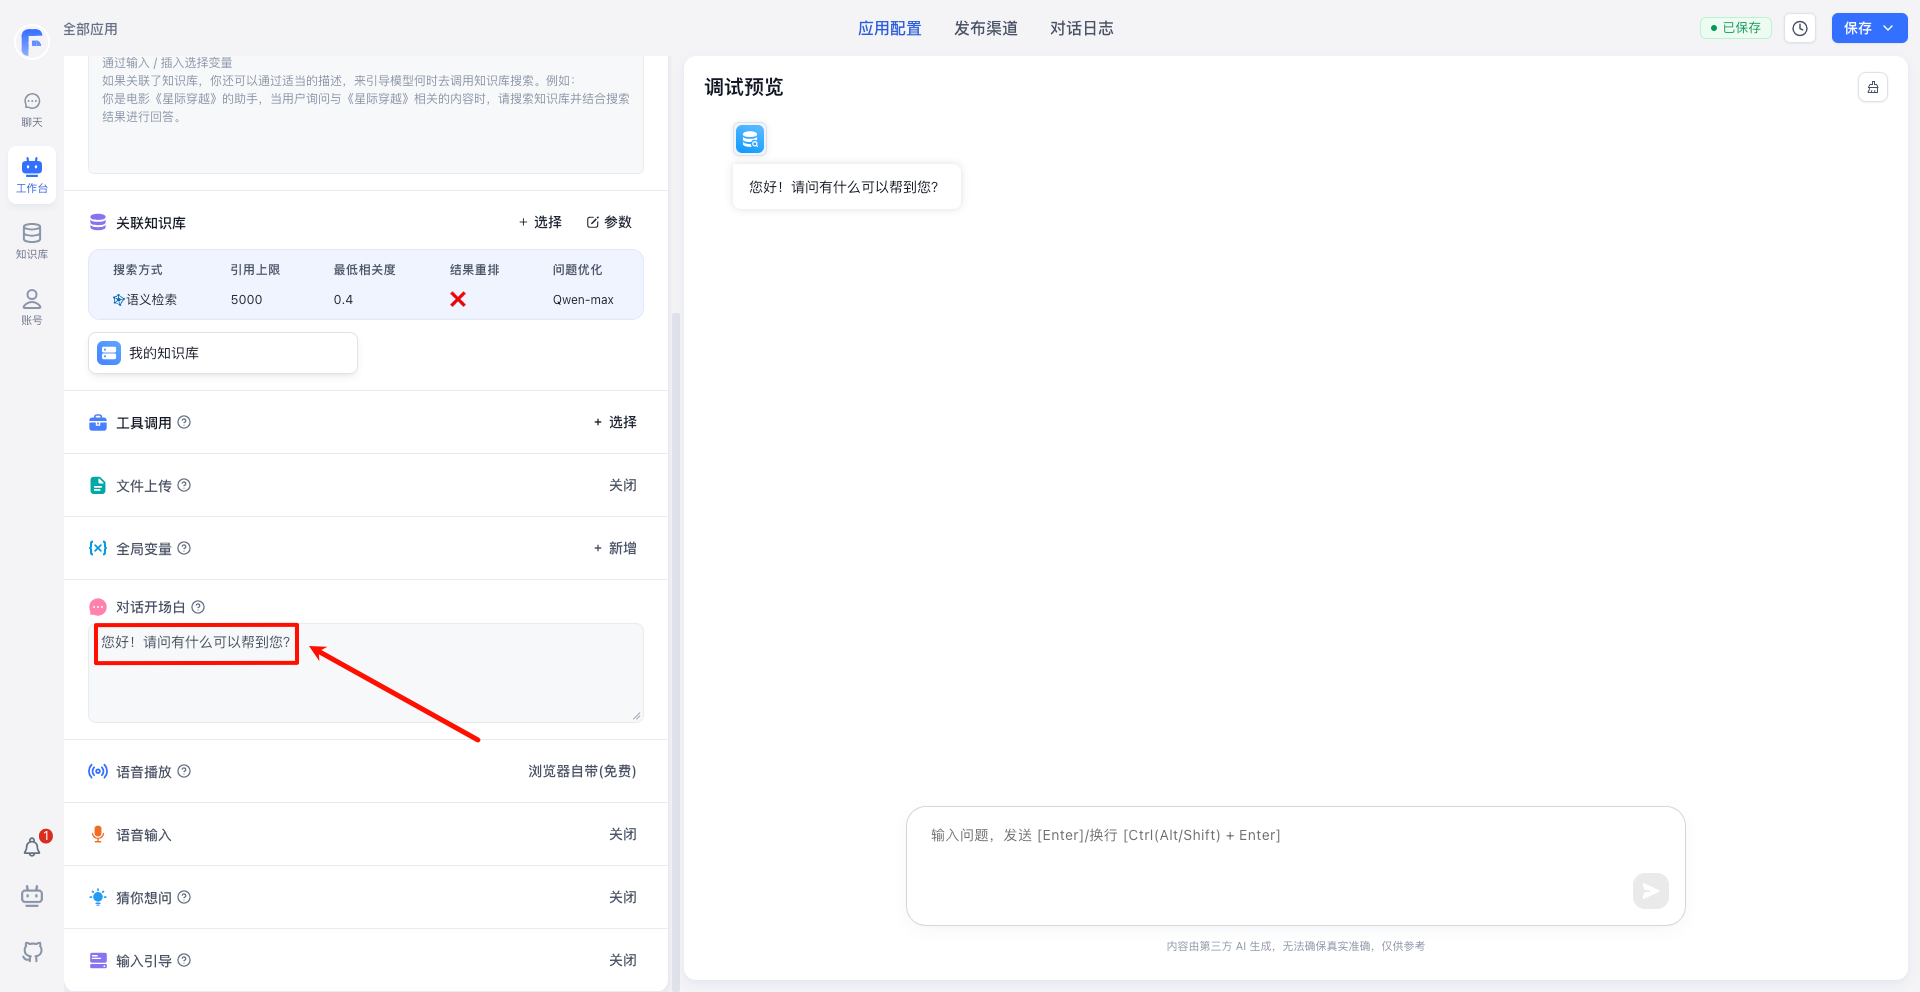 全部应用
应用配置
发布渠道
对话日志
已保存
保存
聊天
工作台
知识库
账号
1
通过输入 / 插入选择变量
如果关联了知识库，你还可以通过适当的描述，来引导模型何时去调用知识库搜索。例如：
你是电影《星际穿越》的助手，当用户询问与《星际穿越》相关的内容时，请搜索知识库并结合搜索
结果进行回答。
关联知识库
+ 选择
参数
搜索方式 引用上限 最低相关度 结果重排 问题优化
语义检索 5000 0.4 Qwen-max
我的知识库
工具调用
+ 选择
文件上传
关闭
全局变量
+ 新增
对话开场白
您好！请问有什么可以帮到您?
语音播放
浏览器自带(免费)
语音输入
关闭
猜你想问
关闭
输入引导
关闭
调试预览
您好！请问有什么可以帮到您?
输入问题，发送 [Enter]/换行 [Ctrl(Alt/Shift) + Enter]
内容由第三方 AI 生成，无法确保真实准确，仅供参考